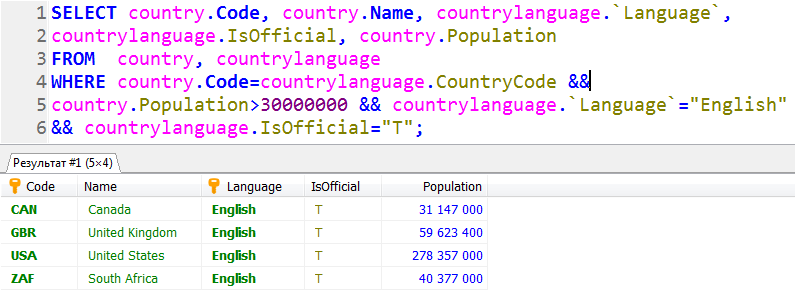 1 SELECT country.Code, country.Name, countrylanguage.`Language`,
2 countrylanguage.IsOfficial, country.Population
3 FROM  country, countrylanguage
4 WHERE country.Code=countrylanguage.CountryCode &&
5 country.Population>30000000 && countrylanguage.`Language`="English"
6 && countrylanguage.IsOfficial="T";
Результат #1 (5×4)
Code Name Language IsOfficial Population
CAN Canada English T 31 147 000
GBR United Kingdom English T 59 623 400
USA United States English T 278 357 000
ZAF South Africa English T 40 377 000